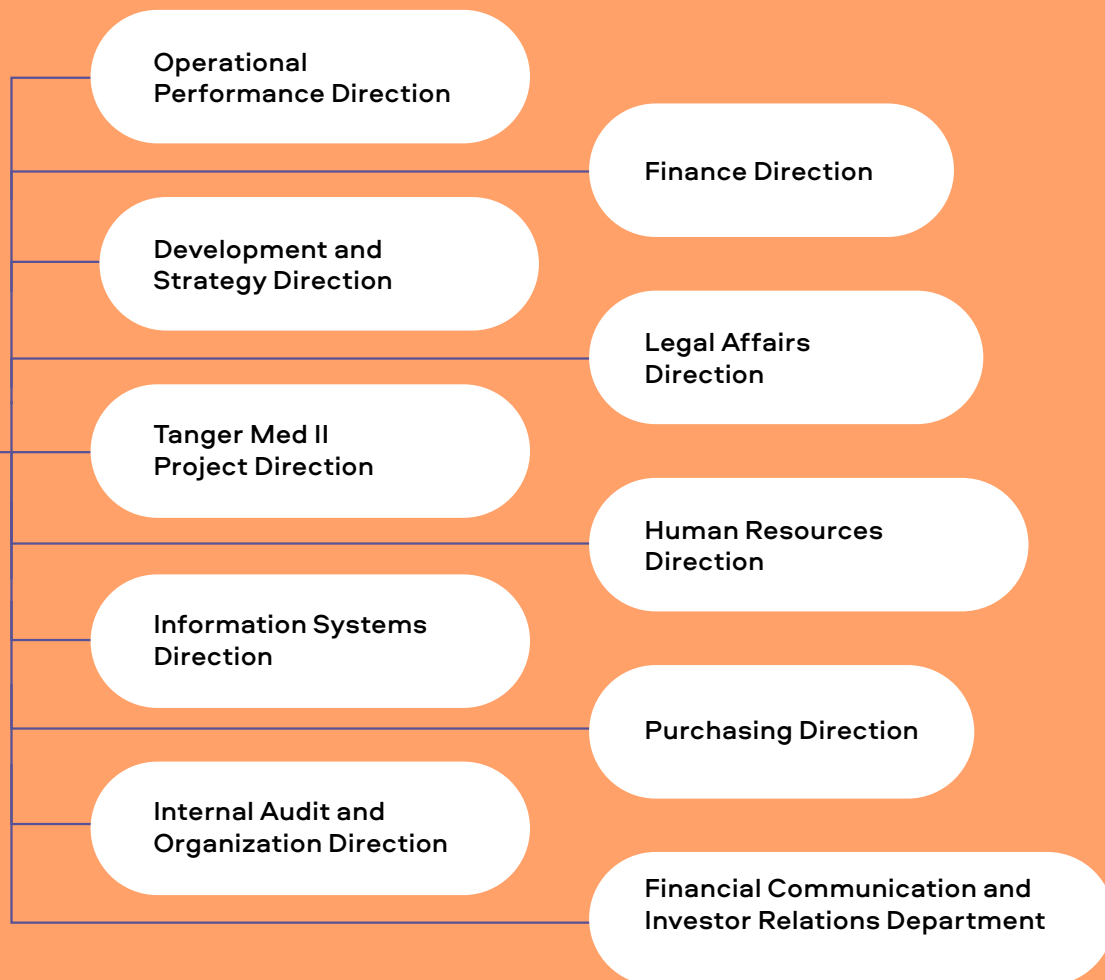 Operational
Performance Direction
Finance Direction
Development and
Strategy Direction
Legal Affairs
Direction
Tanger Med II
Project Direction
Human Resources
Direction
Information Systems
Direction
Purchasing Direction
Internal Audit and
Organization Direction
Financial Communication and
Investor Relations Department